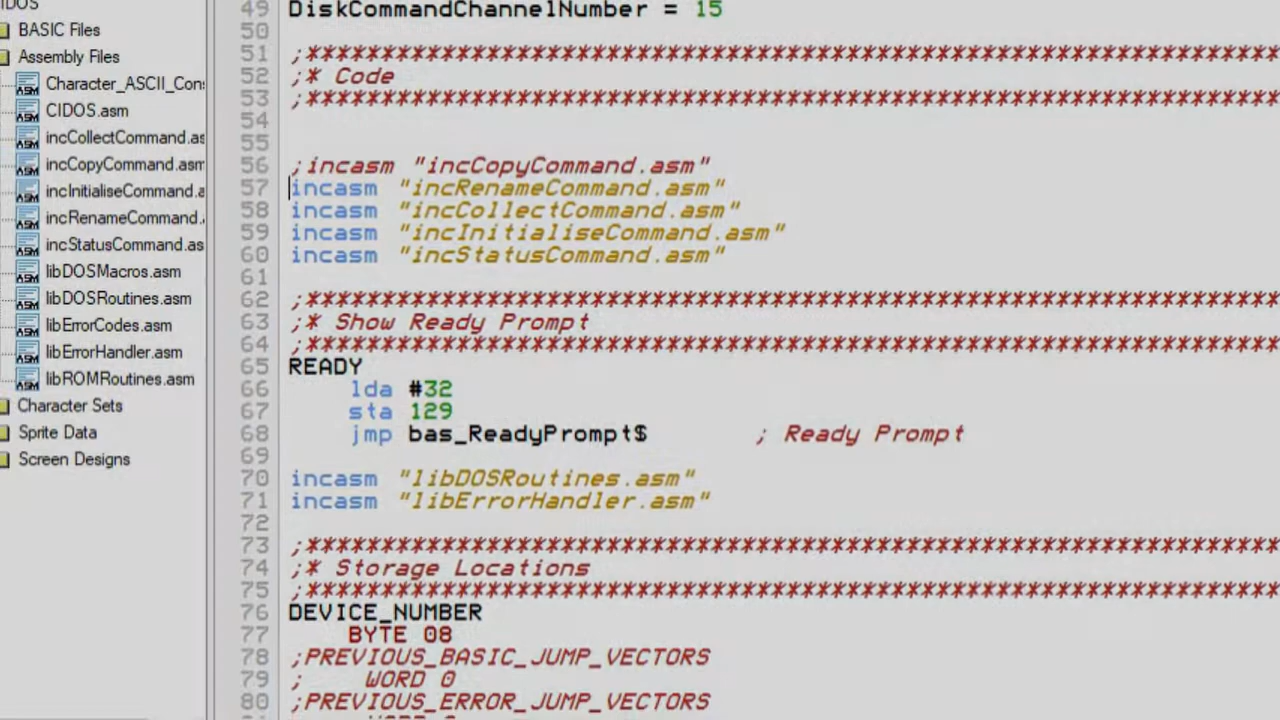 IDOS
BASIC Files
Assembly Files
Character_ASCII_Cons
CIDOS.asm
incCollectCommand.as
incCopyCommand.asm
incInitialiseCommand.a
incRenameCommand.
incStatusCommand.as
libDOSMacros.asm
libDOSRoutines.asm
libErrorCodes.asm
libErrorHandler.asm
libROMRoutines.asm
Character Sets
Sprite Data
Screen Designs
49 DiskCommandChannelNumber = 15
50
51 ;******************************************************************
52 ;* Code
53 ;******************************************************************
54
55
56 ;incasm "incCopyCommand.asm"
57 incasm "incRenameCommand.asm"
58 incasm "incCollectCommand.asm"
59 incasm "incInitialiseCommand.asm"
60 incasm "incStatusCommand.asm"
61
62 ;******************************************************************
63 ;* Show Ready Prompt
64 ;******************************************************************
65 READY
66 lda #32
67 sta 129
68 jmp bas_ReadyPrompt$ ; Ready Prompt
69
70 incasm "libDOSRoutines.asm"
71 incasm "libErrorHandler.asm"
72
73 ;******************************************************************
74 ;* Storage Locations
75 ;******************************************************************
76 DEVICE_NUMBER
77 BYTE 08
78 ;PREVIOUS_BASIC_JUMP_VECTORS
79 ; WORD 0
80 ;PREVIOUS_ERROR_JUMP_VECTORS